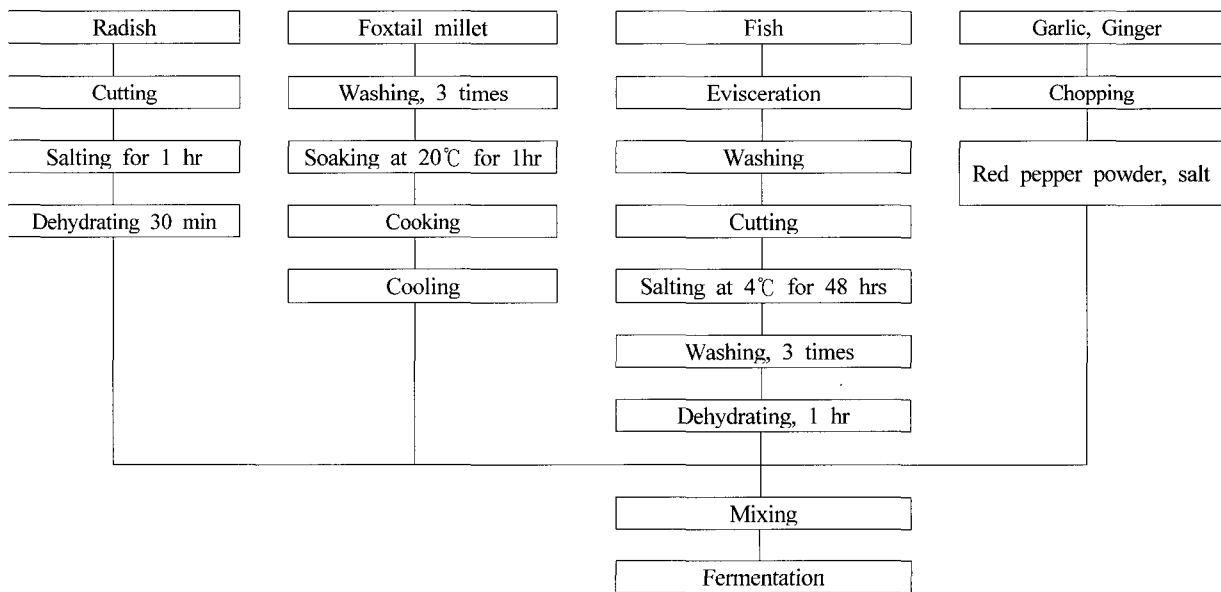 Radish
Cutting
Salting for 1 hr
Dehydrating 30 min
Foxtail millet
Washing, 3 times
Soaking at 20℃ for 1hr
Cooking
Cooling
Fish
Evisceration
Washing
Cutting
Salting at 4℃ for 48 hrs
Washing, 3 times
Dehydrating, 1 hr
Garlic, Ginger
Chopping
Red pepper powder, salt
Mixing
Fermentation